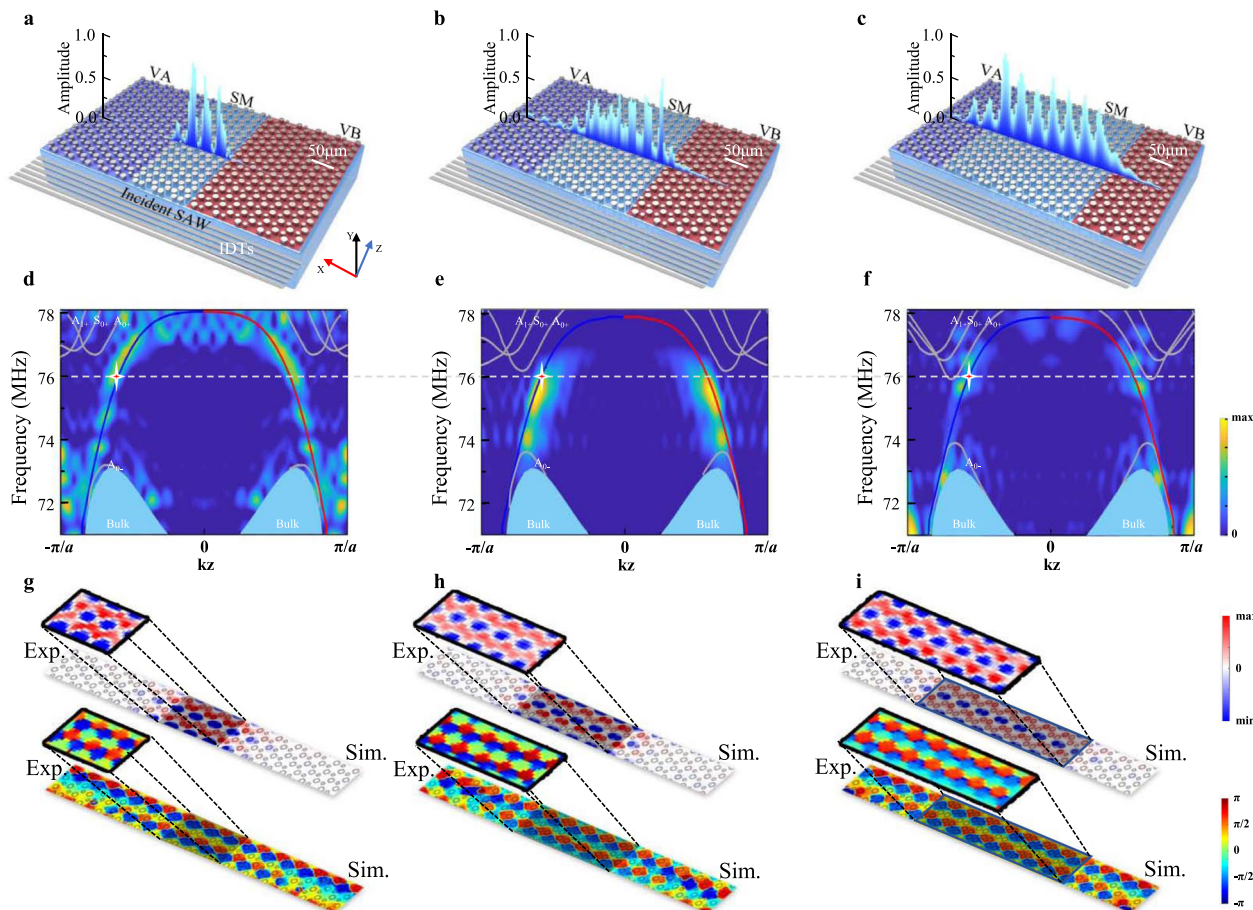 a
b
c
1.0
0.5
0.0
Amplitude
VA
SM
VB
50μm
Incident SAW
IDTs
Y
Z
X
1.0
0.5
0.0
Amplitude
VA
SM
VB
50μm
1.0
0.5
0.0
Amplitude
VA
SM
VB
50μm
d
e
f
Frequency (MHz)
78
76
74
72
A1+ S0+ A0+
A0-
Bulk
Bulk
-π/a
0
π/a
kz
Frequency (MHz)
78
76
74
72
A1+ S0+ A0+
A0-
Bulk
Bulk
-π/a
0
π/a
kz
Frequency (MHz)
78
76
74
72
A1+ S0+ A0+
A0-
Bulk
Bulk
-π/a
0
π/a
kz
max
0
g
h
i
Exp.
Sim.
Exp.
Sim.
Exp.
Sim.
Exp.
Sim.
Exp.
Sim.
Exp.
Sim.
max
0
min
π
π/2
0
-π/2
-π